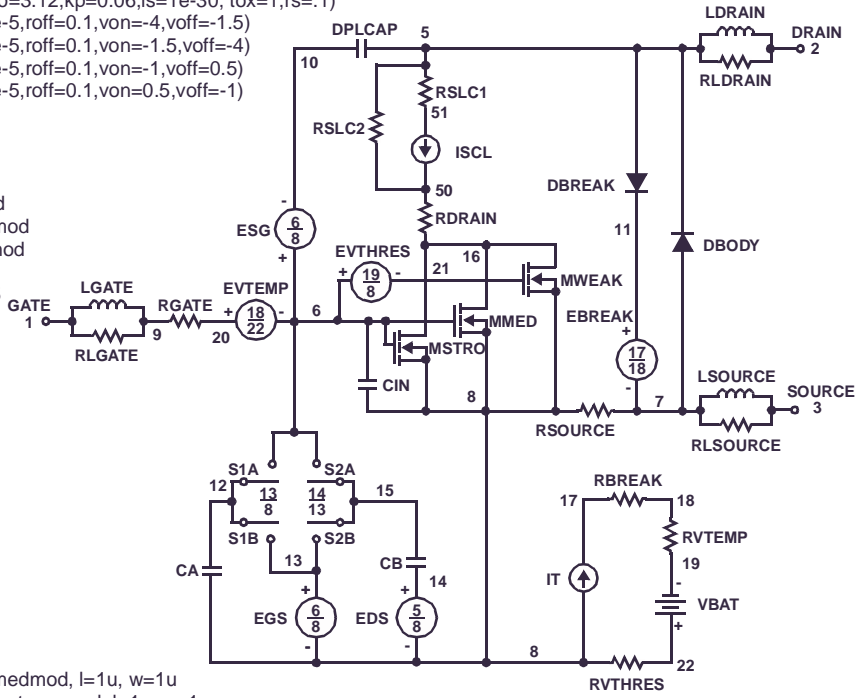 =3.12,kp=0.06,is=1e-30, tox=1,rs=.1)
e-5,roff=0.1,von=-4,voff=-1.5)
e-5,roff=0.1,von=-1.5,voff=-4)
e-5,roff=0.1,von=-1,voff=0.5)
e-5,roff=0.1,von=0.5,voff=-1)
LDRAIN
DRAIN
2
RLDRAIN
DPLCAP
5
10
RSLC1
51
RSLC2
ISCL
50
RDRAIN
DBREAK
11
DBODY
ESG
6
8
-
+
EVTHRES
+
19
8
-
21
16
MWEAK
GATE
1
LGATE
RLGATE
9
RGATE
20
EVTEMP
+
18
22
-
6
MMED
MSTRO
EBREAK
+
17
18
-
CIN
8
RSOURCE
7
LSOURCE
SOURCE
3
RLSOURCE
S1A
S2A
12
13
8
14
13
15
S1B
S2B
13
CA
CB
14
EGS
+
6
8
-
EDS
+
5
8
-
RBREAK
17
18
RVTEMP
19
IT
-
VBAT
+
8
22
RVTHRES
nedmod, l=1u, w=1u